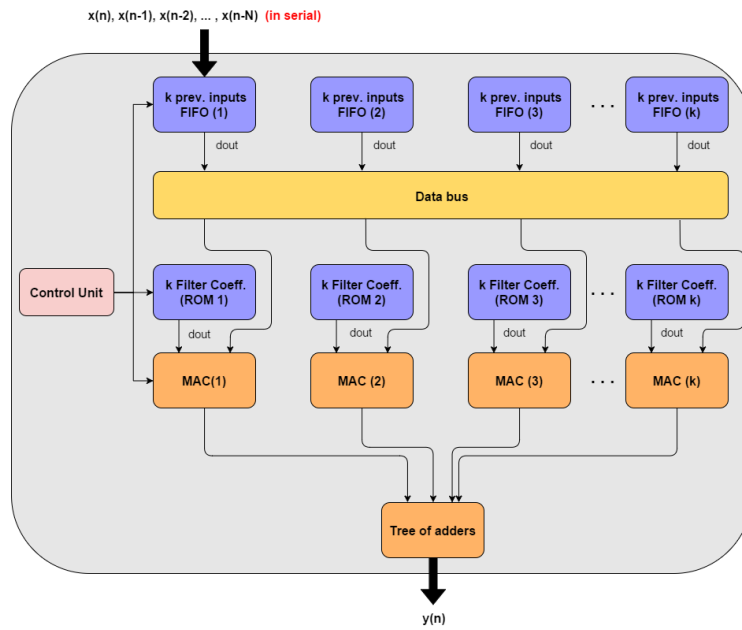 x(n), x(n-1), x(n-2), ... , x(n-N) (in serial)
k prev. inputs
FIFO (1)
k prev. inputs
FIFO (2)
k prev. inputs
FIFO (3)
. . .
k prev. inputs
FIFO (k)
dout
dout
dout
dout
Data bus
Control Unit
k Filter Coeff.
(ROM 1)
k Filter Coeff.
(ROM 2)
k Filter Coeff.
(ROM 3)
. . .
k Filter Coeff.
(ROM k)
dout
dout
dout
dout
MAC(1)
MAC (2)
MAC (3)
. . .
MAC (k)
Tree of adders
y(n)